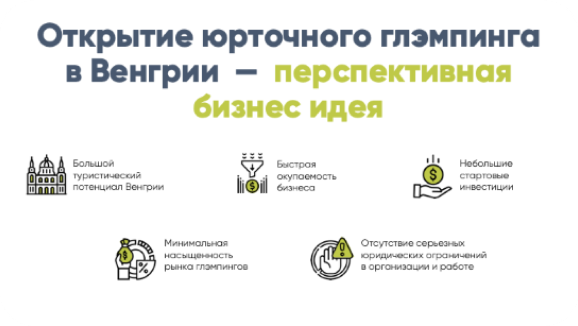 Открытие юрточного глэмпинга
в Венгрии — перспективная
бизнес идея
Большой
туристический
потенциал Венгрии
Быстрая
окупаемость
бизнеса
Небольшие
стартовые
инвестиции
Минимальная
насыщенность
рынка глэмпингов
Отсутствие серьезных
юридических ограничений
в организации и работе